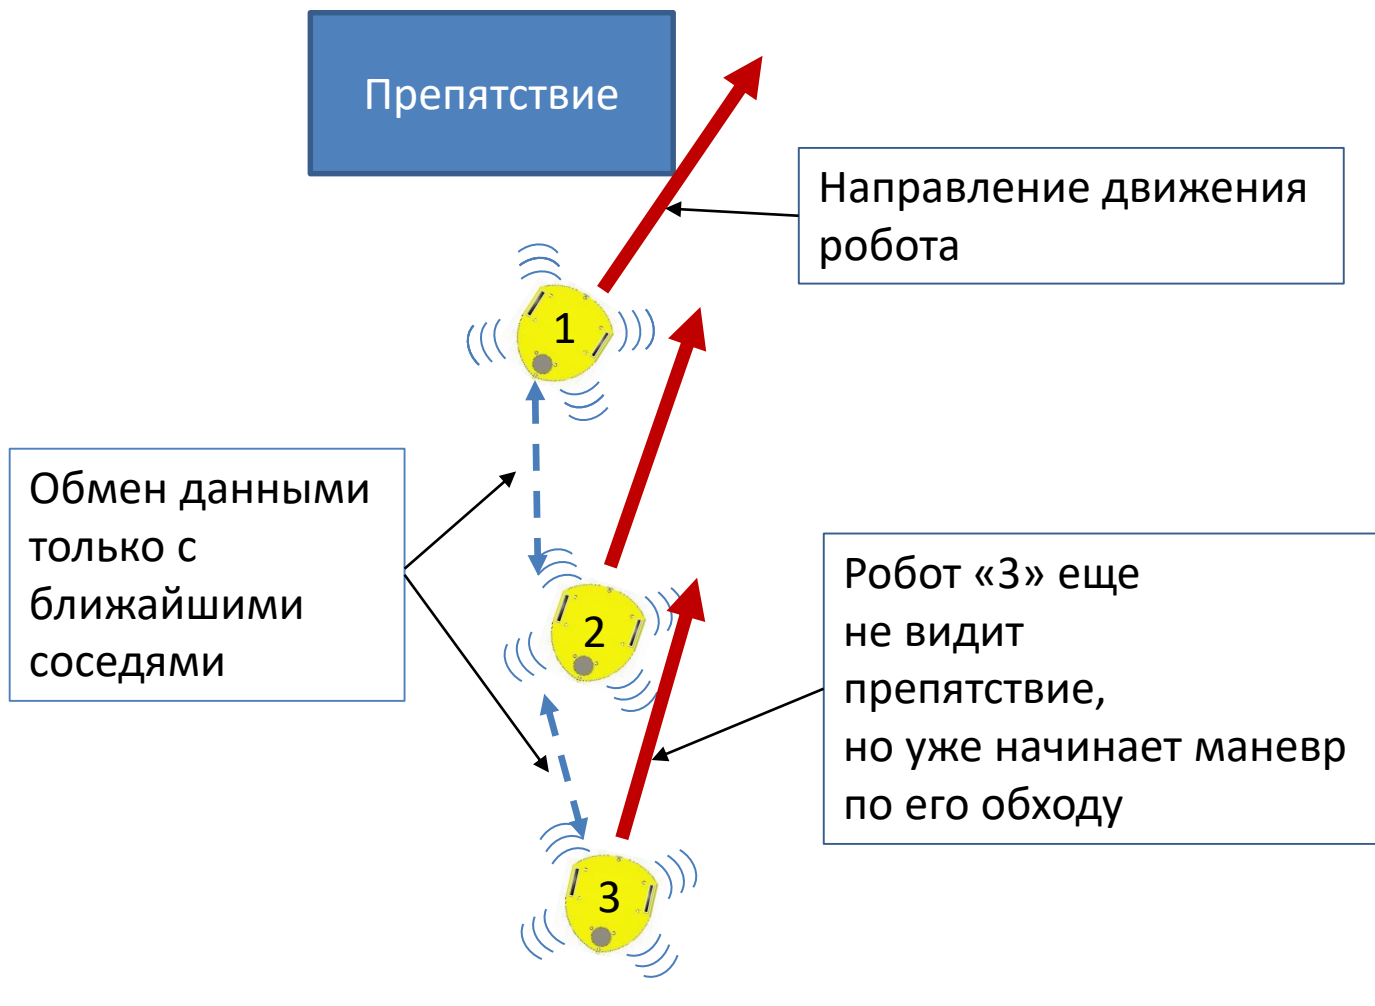 Препятствие
Направление движения
робота
1
Обмен данными
только с
ближайшими
соседями
2
Робот «3» еще
не видит
препятствие,
но уже начинает маневр
по его обходу
3